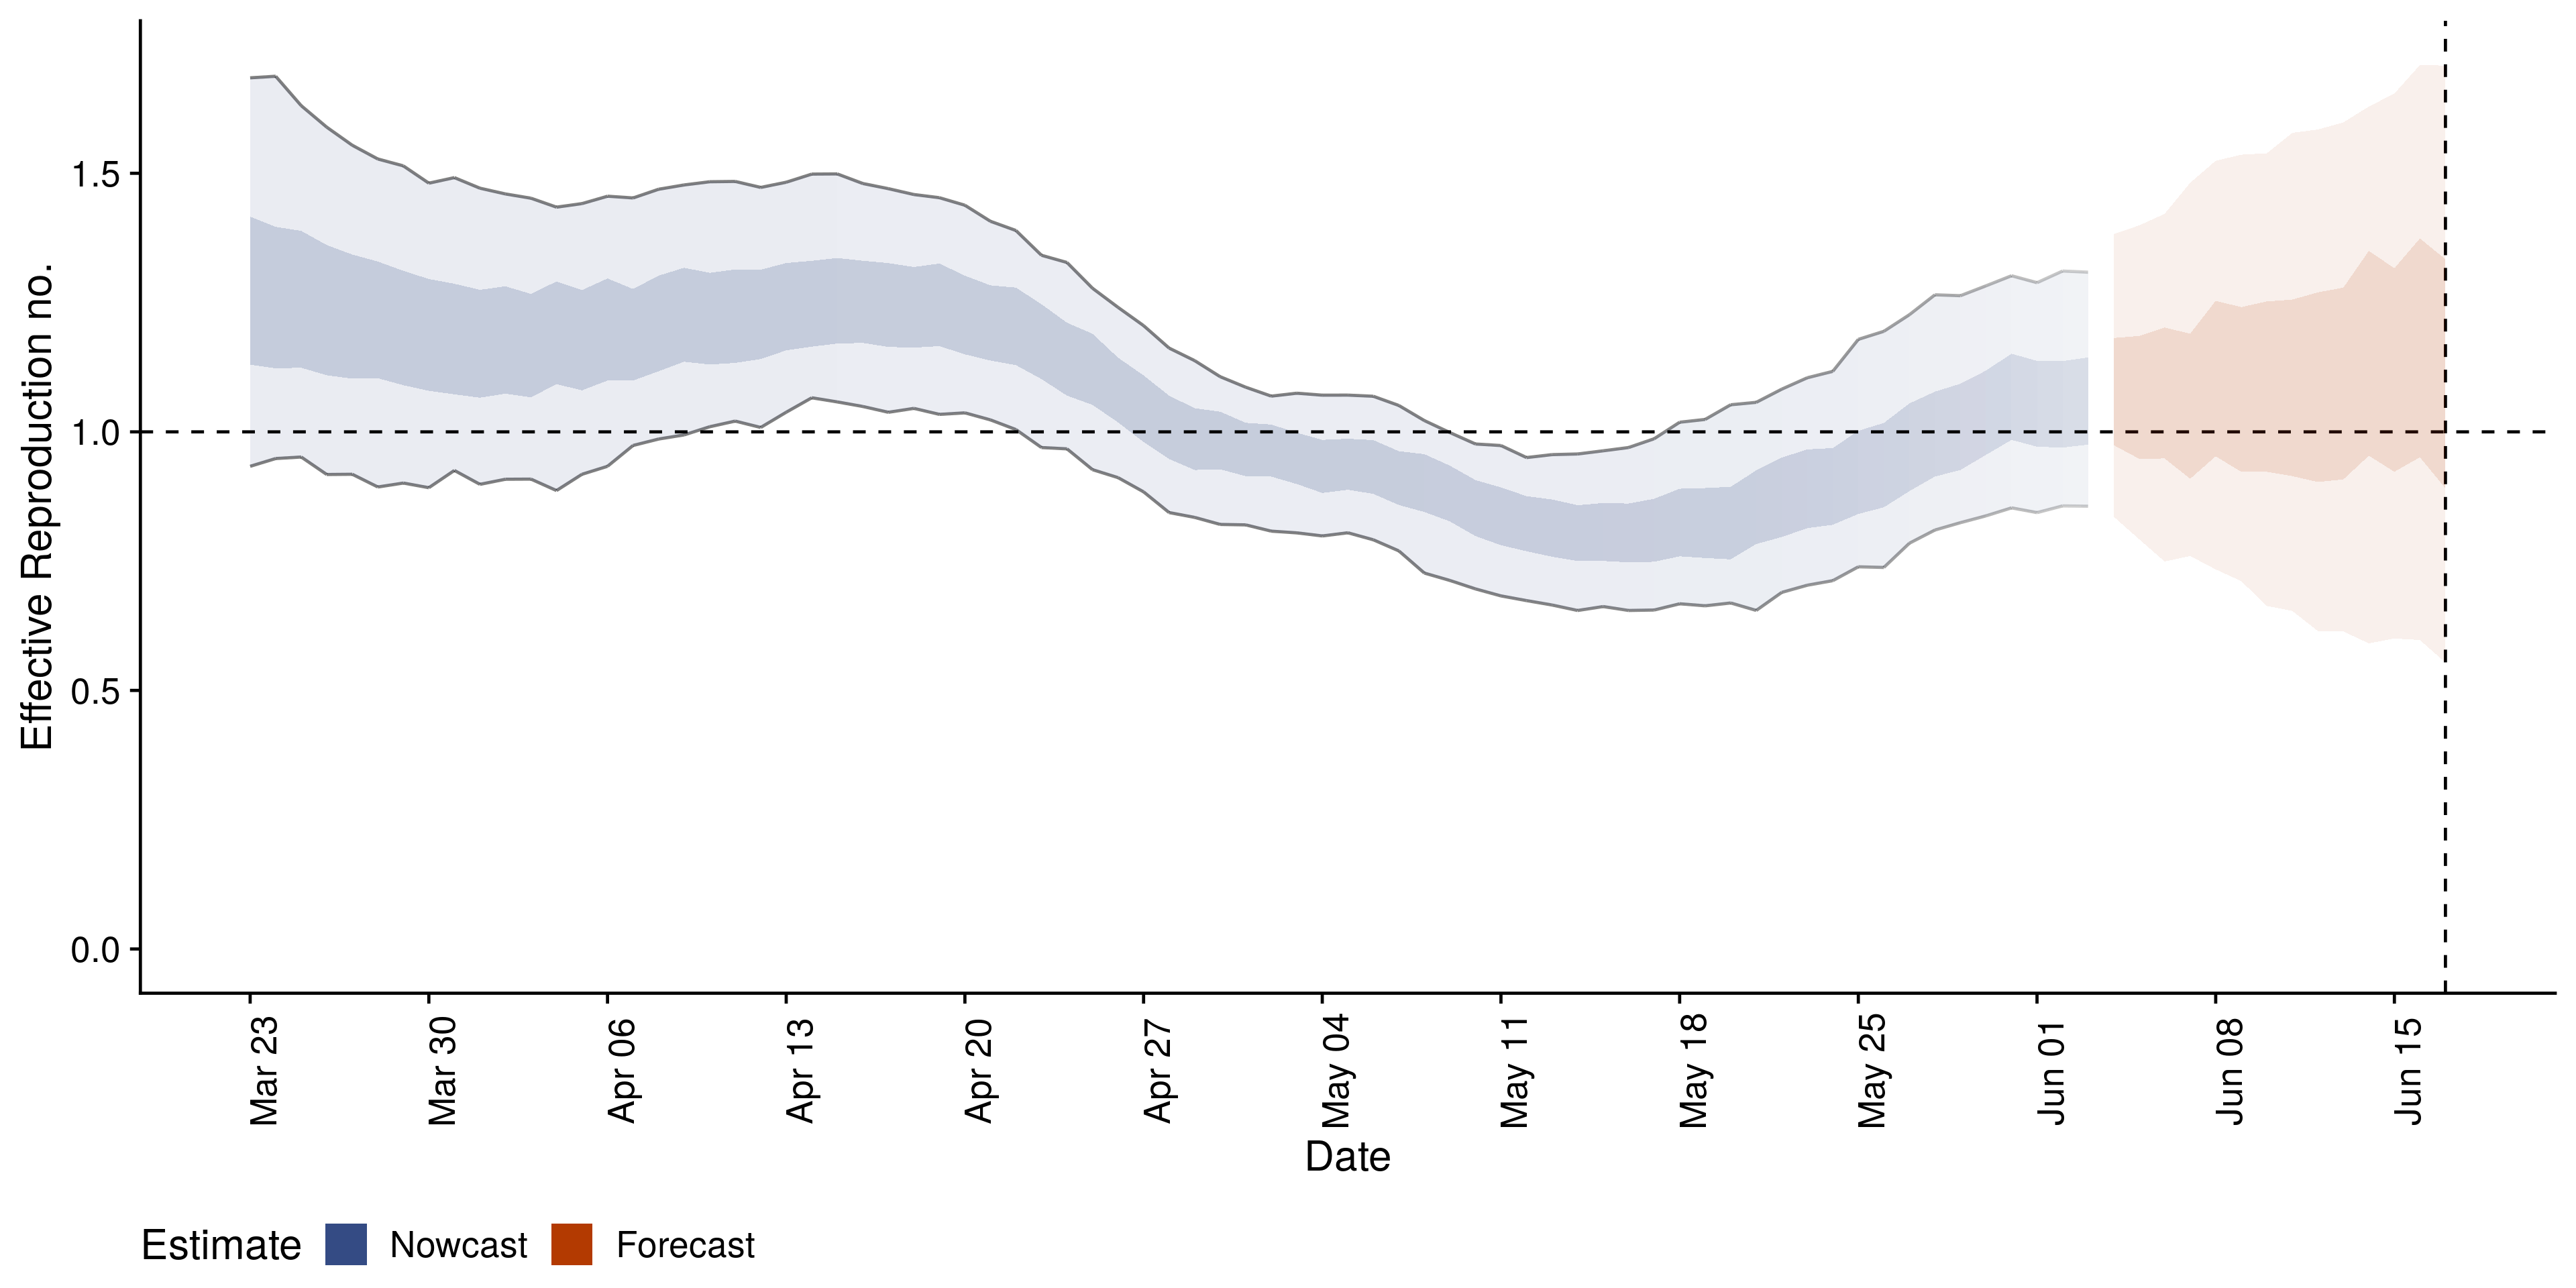 Effective Reproduction no.
1.5
1.0
0.5
0.0
Mar 23
Mar 30
Apr 06
Apr 13
Apr 20
Apr 27
May 04
May 11
May 18
May 25
Jun 01
Jun 08
Jun 15
Date
Estimate Nowcast Forecast